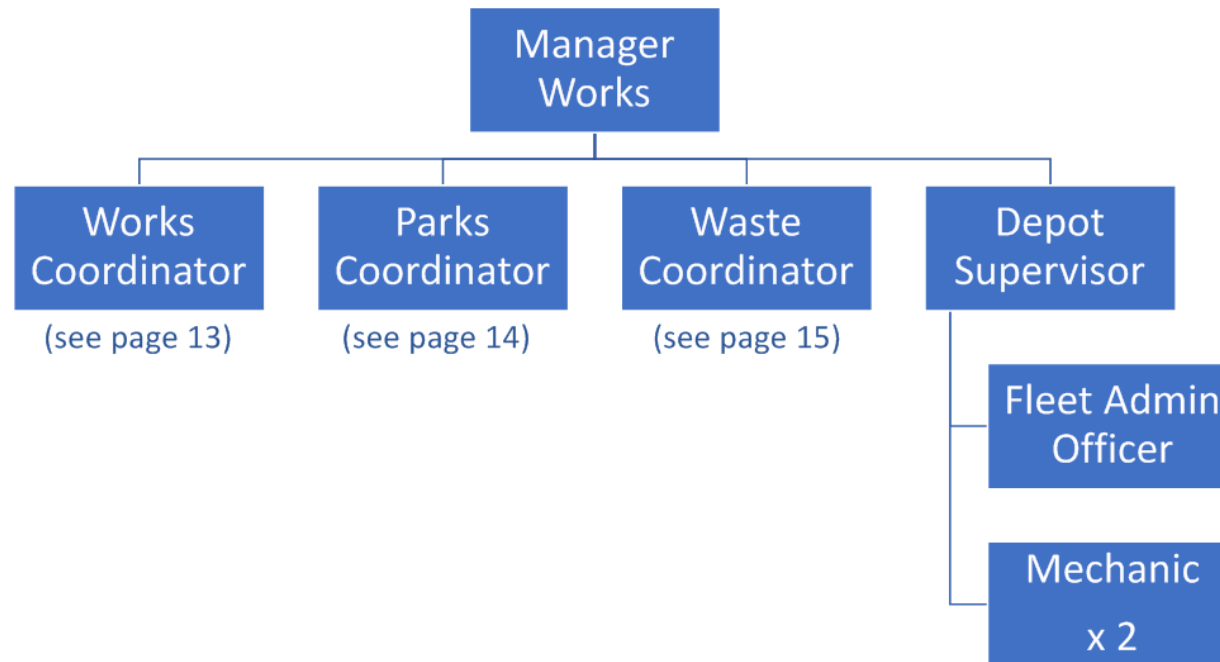 Manager
Works
Works
Coordinator
(see page 13)
Parks
Coordinator
(see page 14)
Waste
Coordinator
(see page 15)
Depot
Supervisor
Fleet Admin
Officer
Mechanic
x 2